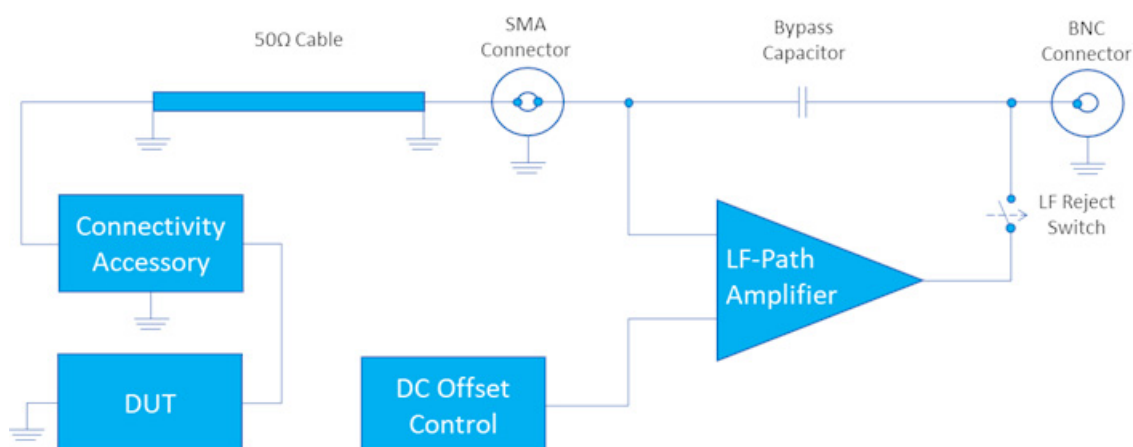 50Ω Cable
SMA
Connector
Bypass
Capacitor
BNC
Connector
LF Reject
Switch
Connectivity
Accessory
LF-Path
Amplifier
DUT
DC Offset
Control